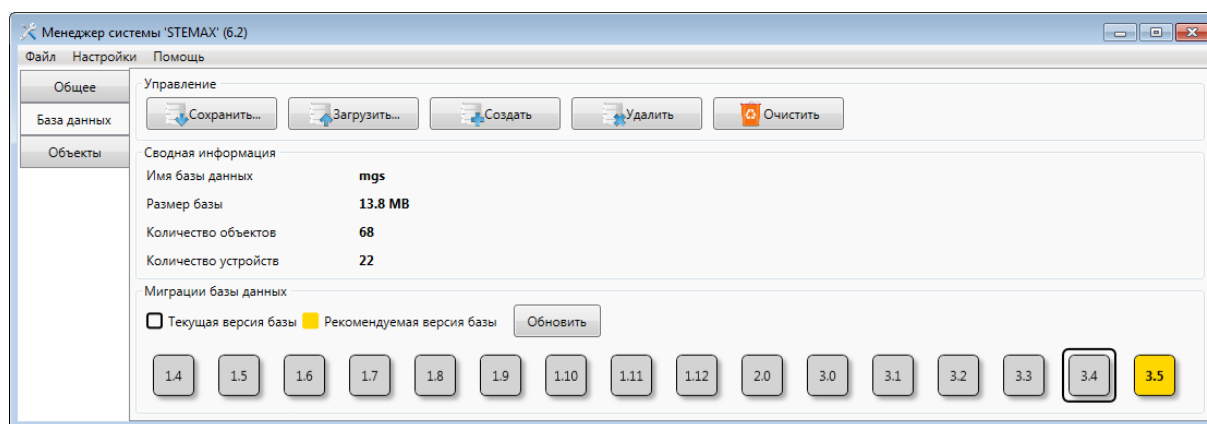 Менеджер системы 'STEMAX' (6.2)
Файл Настройки Помощь
Общее
База данных
Объекты
Управление
Сохранить... Загрузить... Создать Удалить Очистить
Сводная информация
Имя базы данных mgs
Размер базы 13.8 MB
Количество объектов 68
Количество устройств 22
Миграции базы данных
Текущая версия базы Рекомендуемая версия базы Обновить
1.4 1.5 1.6 1.7 1.8 1.9 1.10 1.11 1.12 2.0 3.0 3.1 3.2 3.3 3.4 3.5